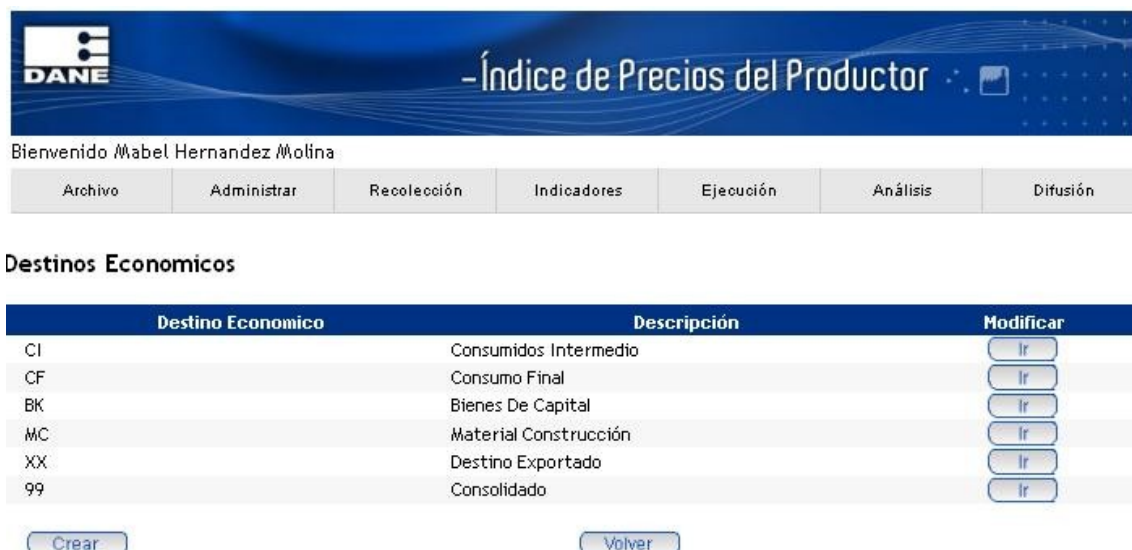 DANE
-Índice de Precios del Productor
Bienvenido Mabel Hernandez Molina
Archivo Administrar Recolección Indicadores Ejecución Análisis Difusión
Destinos Economicos
Destino Economico Descripción Modificar
CI Consumidos Intermedio Ir
CF Consumo Final Ir
BK Bienes De Capital Ir
MC Material Construcción Ir
XX Destino Exportado Ir
99 Consolidado Ir
Crear Volver